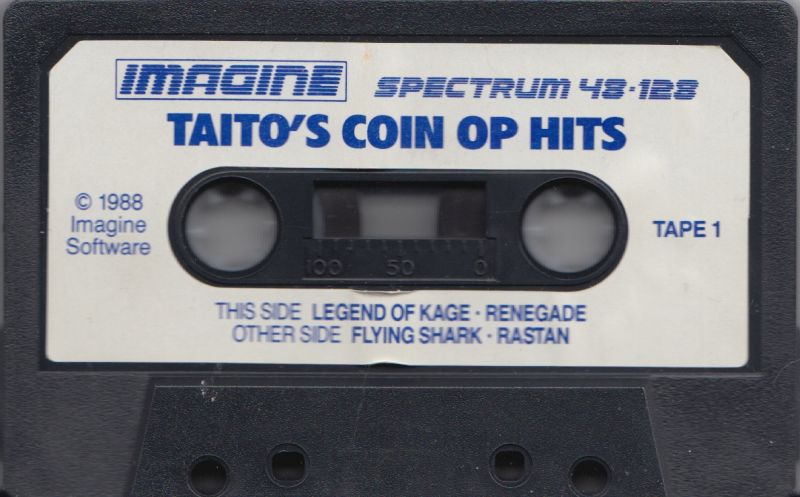 IMAGINE SPECTRUM 48-128
TAITO'S COIN OP HITS
© 1988
Imagine
Software
TAPE 1
100 50 0
THIS SIDE LEGEND OF KAGE · RENEGADE
OTHER SIDE FLYING SHARK · RASTAN